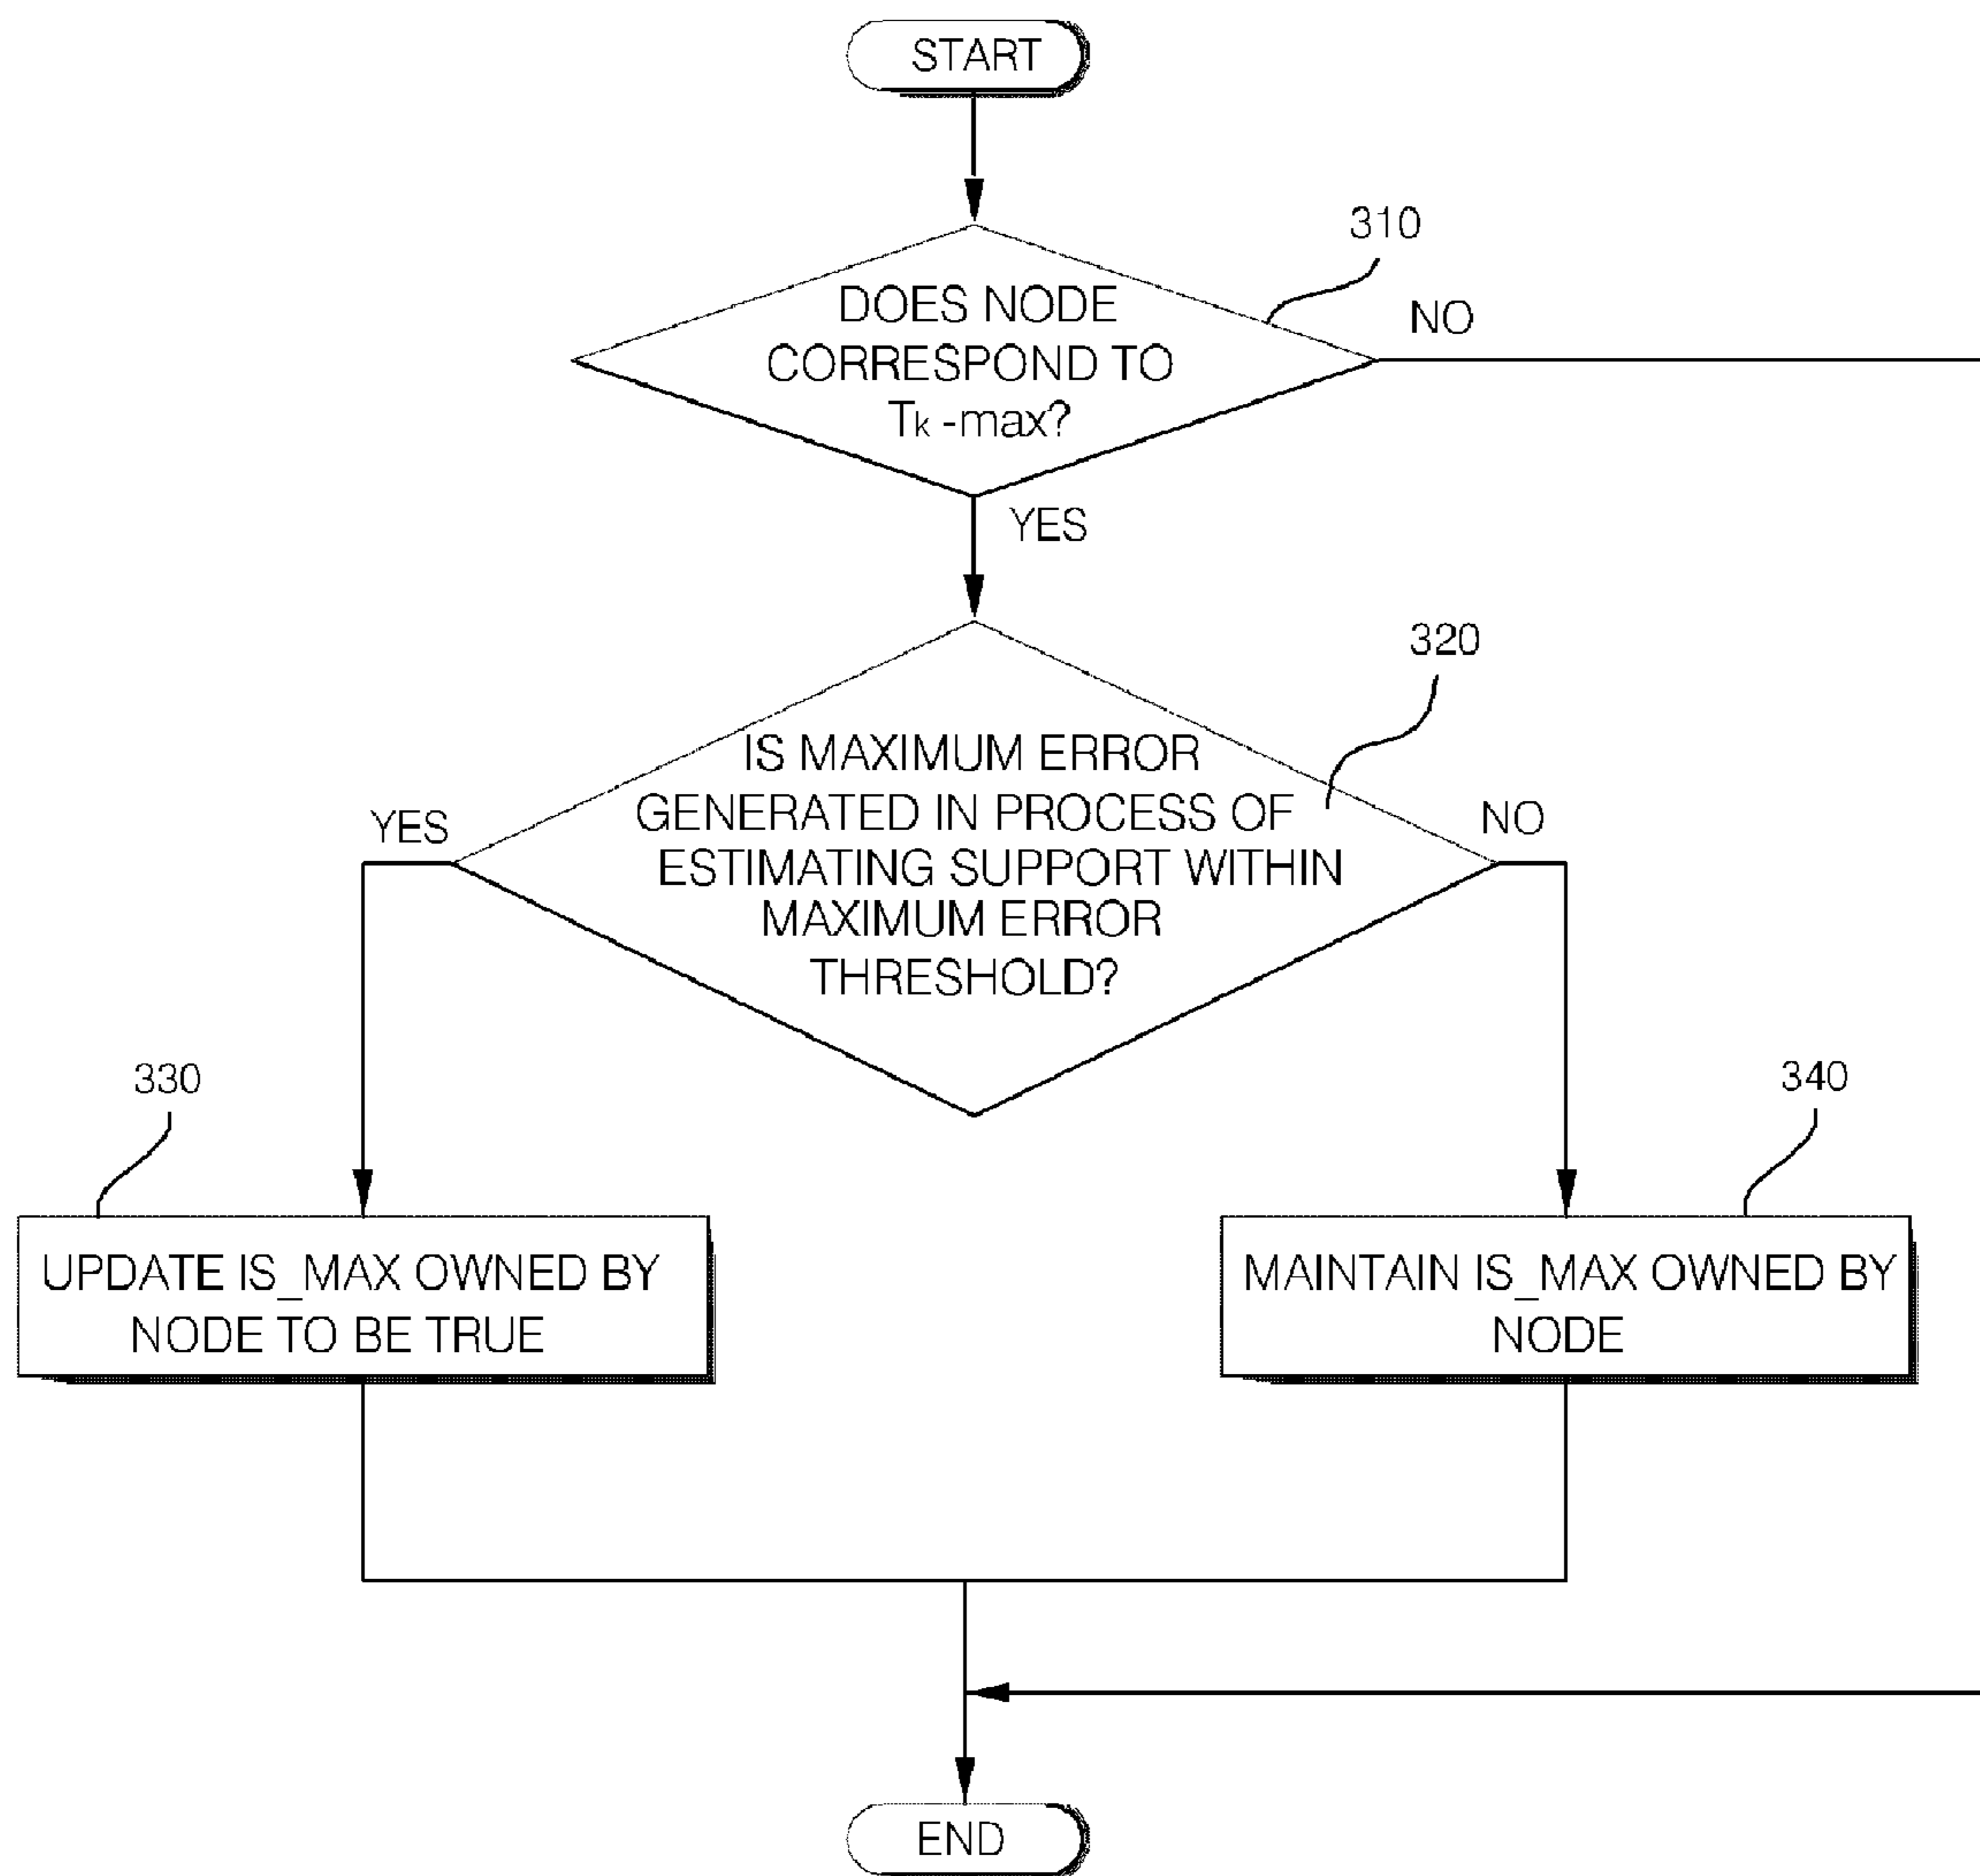 START
310
DOES NODE
CORRESPOND TO
Tk -max?
NO
YES
320
IS MAXIMUM ERROR
GENERATED IN PROCESS OF
ESTIMATING SUPPORT WITHIN
MAXIMUM ERROR
THRESHOLD?
YES
NO
330
340
UPDATE IS_MAX OWNED BY
NODE TO BE TRUE
MAINTAIN IS_MAX OWNED BY
NODE
END